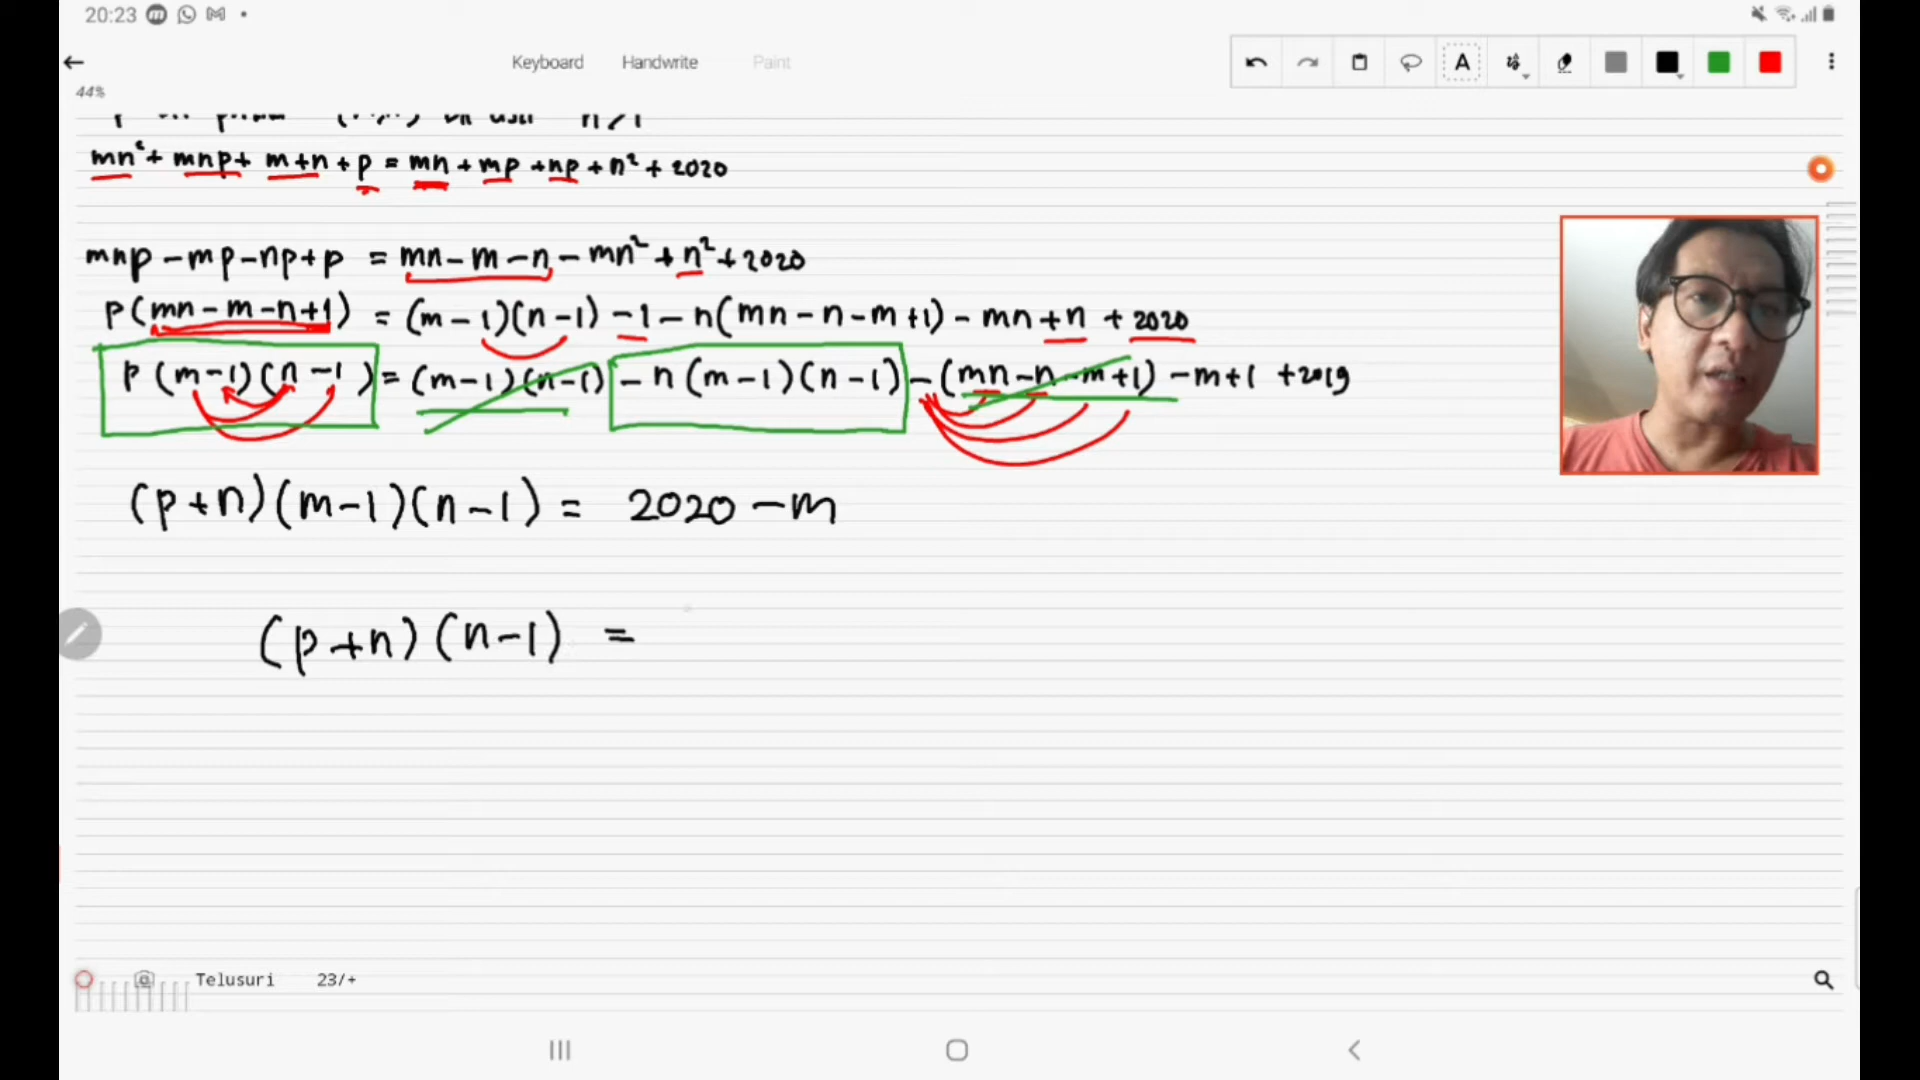 20:23
Keyboard Handwrite Paint
A
44%
mn² + mnp + m+n + p = mn + mp + np + n² + 2020
mnp - mp - np + p = mn - m - n - mn² + n² + 2020
p(mn - m - n + 1) = (m - 1)(n - 1) - 1 - n(mn - n - m + 1) - mn + n + 2020
p(m - 1)(n - 1) = (m - 1)(n - 1) - n(m - 1)(n - 1) - (mn - n - m + 1) - m + 1 + 2019
(p+n)(m-1)(n-1) = 2020 - m
(p+n)(n-1) =
Telusuri 23/+